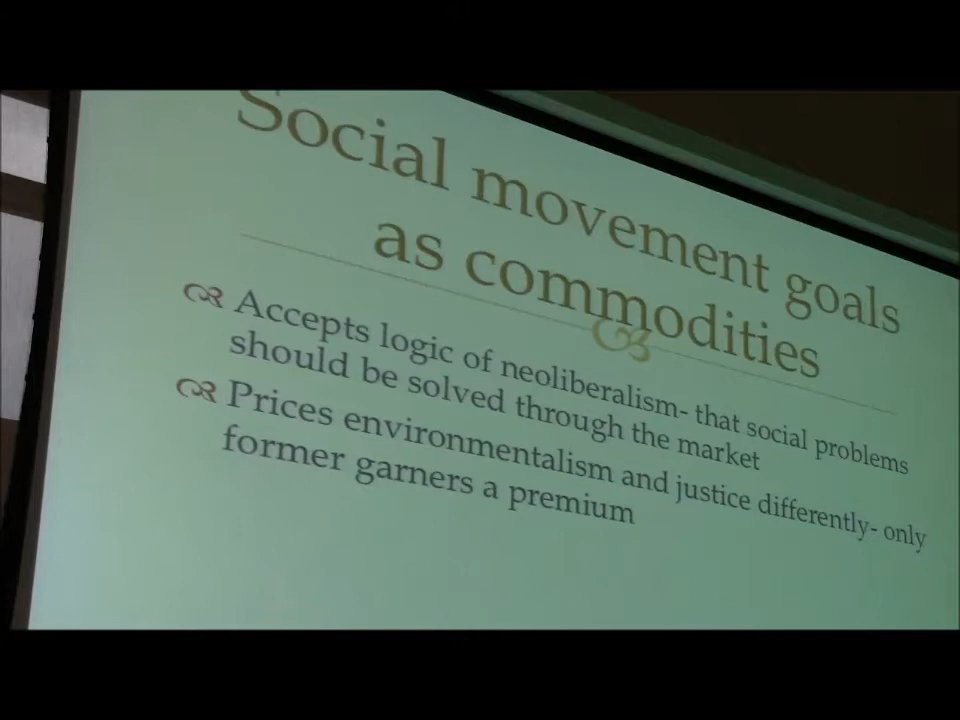 Social movement goals
as commodities
Accepts logic of neoliberalism- that social problems
should be solved through the market
Prices environmentalism and justice differently- only
former garners a premium